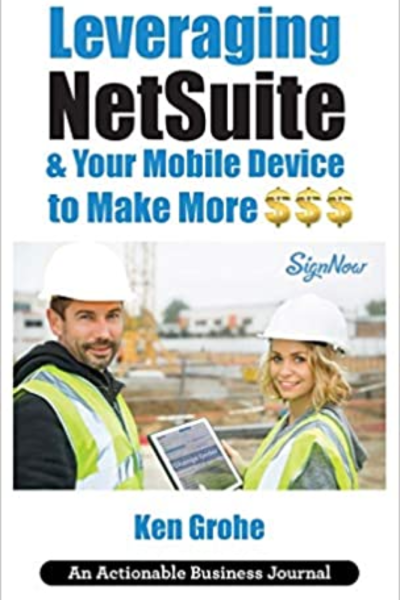 Leveraging
NetSuite
& Your Mobile Device
to Make More $ $ $
SignNow
Ken Grohe
An Actionable Business Journal